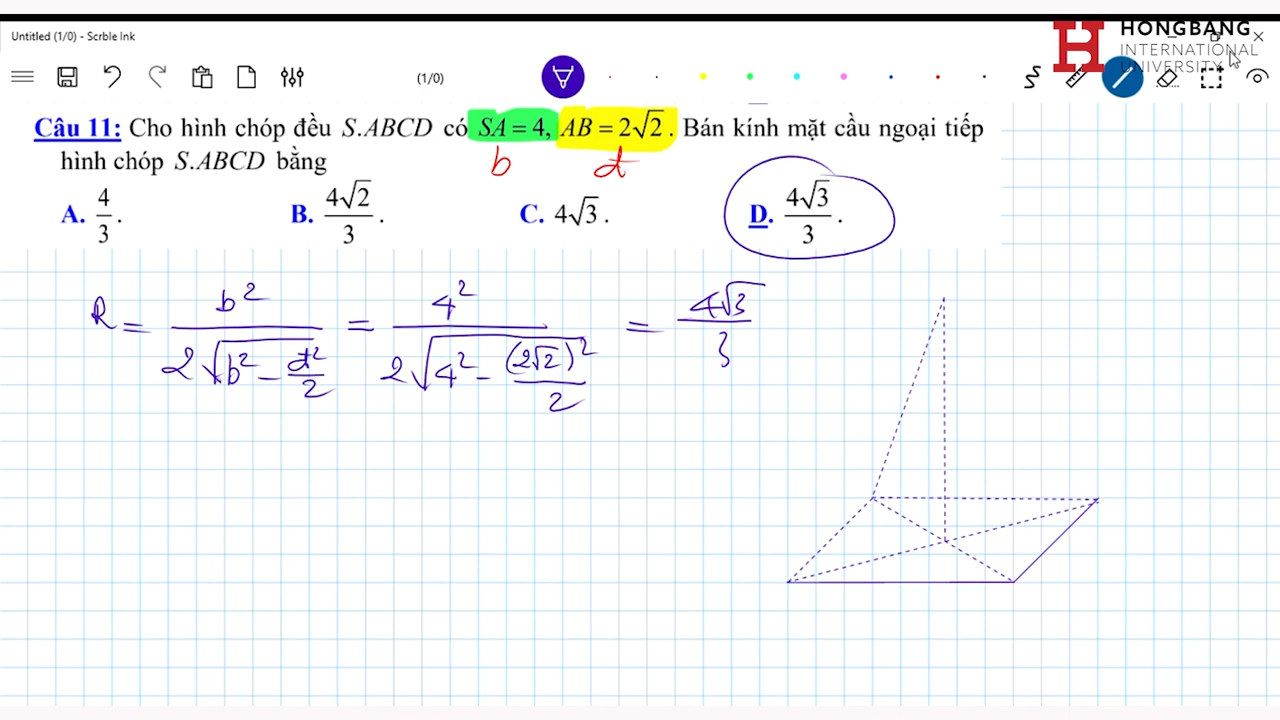 Untitled (1/0) - Scrble Ink
HONGBANG
INTERNATIONAL
UNIVERSITY
(1/0)
Câu 11: Cho hình chóp đều S.ABCD có SA = 4, AB = 2√2 . Bán kính mặt cầu ngoại tiếp
hình chóp S.ABCD bằng
b d
A. 4/3 . B. 4√2/3 . C. 4√3 . D. 4√3/3 .
R = b²/(2√(b² - d²/2)) = 4²/(2√(4² - (2√2)²/2)) = 4√3/3